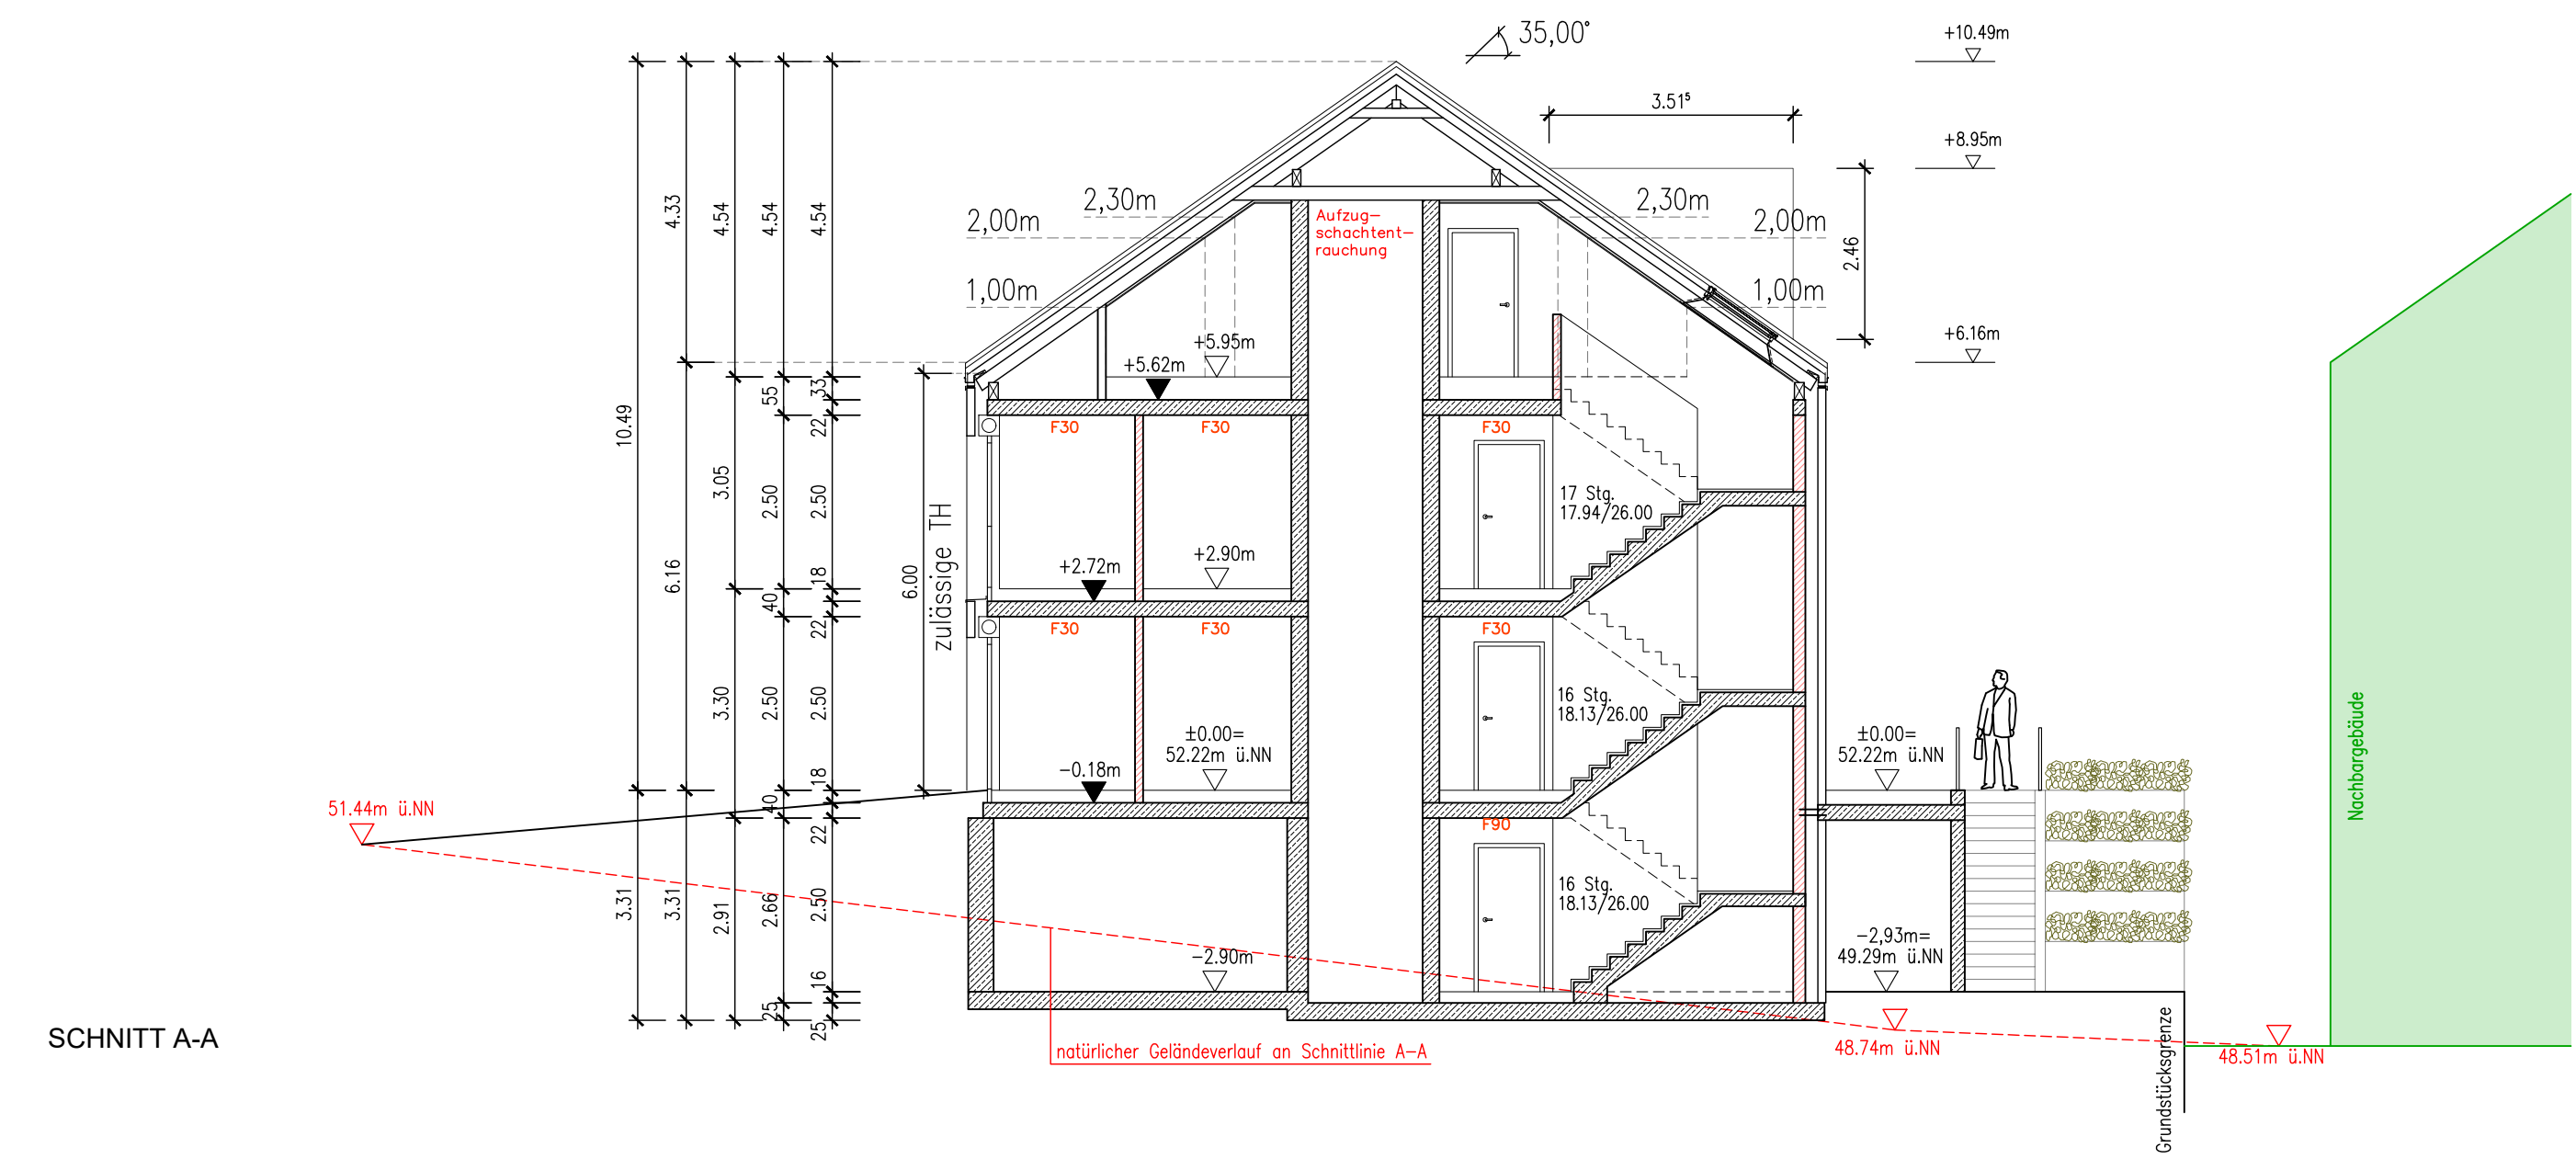 35,00°
+10.49m
3.51⁵
+8.95m
4.33
4.54
4.54
4.54
2,30m
2,00m
Aufzug-
schachtent-
rauchung
2,30m
2,00m
2.46
1,00m
1,00m
+6.16m
+5.95m
+5.62m
55
33
22
10.49
F30
F30
F30
3.05
2.50
2.50
6.16
6.00
zulässige TH
17 Stg.
17.94/26.00
+2.90m
+2.72m
18
40
22
F30
F30
F30
3.30
2.50
2.50
16 Stg.
18.13/26.00
±0.00=
52.22m ü.NN
±0.00=
52.22m ü.NN
Nachbargebäude
-0.18m
18
40
22
51.44m ü.NN
F90
3.31
3.31
2.91
2.66
2.50
16 Stg.
18.13/26.00
-2.90m
-2,93m=
49.29m ü.NN
16
25
25
SCHNITT A-A
natürlicher Geländeverlauf an Schnittlinie A-A
48.74m ü.NN
Grundstücksgrenze
48.51m ü.NN